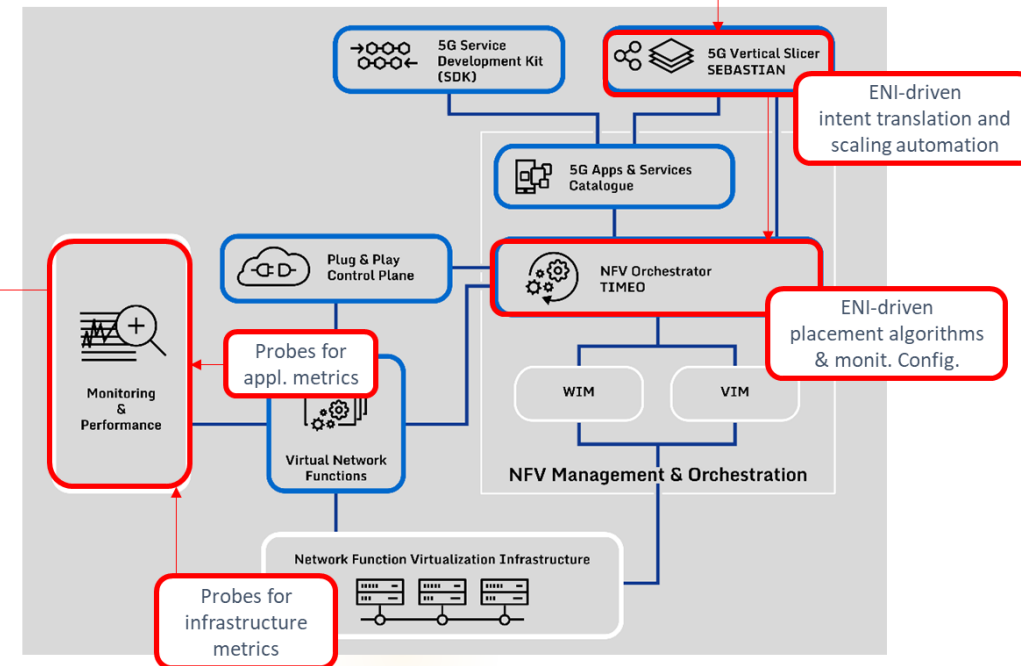 5G Service
Development Kit
(SDK)
5G Vertical Slicer
SEBASTIAN
ENI-driven
intent translation and
scaling automation
5G Apps & Services
Catalogue
Plug & Play
Control Plane
NFV Orchestrator
TIMEO
ENI-driven
placement algorithms
& monit. Config.
Probes for
appl. metrics
Monitoring
&
Performance
WIM
VIM
Virtual Network
Functions
NFV Management & Orchestration
Network Function Virtualization Infrastructure
Probes for
infrastructure
metrics